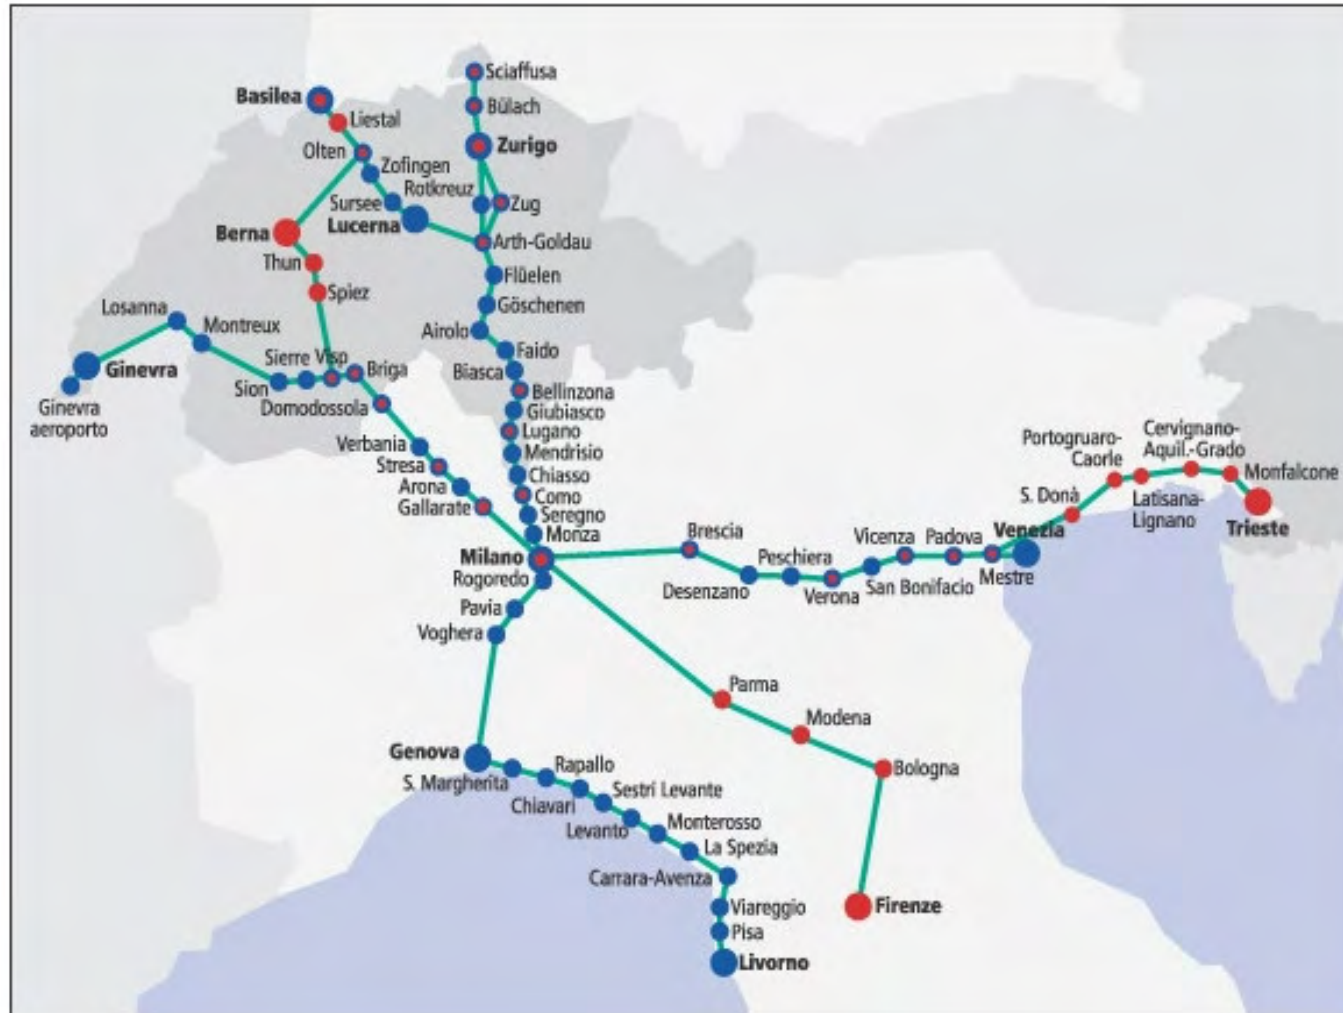 Sciaffusa
Basilea
Bülach
Liestal
Zurigo
Olten
Zofingen
Rotkreuz
Sursee
Zug
Lucerna
Berna
Arth-Goldau
Thun
Flüelen
Spiez
Göschenen
Losanna
Montreux
Airolo
Faido
Sierre Visp
Briga
Ginevra
Biasca
Sion
Bellinzona
Ginevra
aeroporto
Domodossola
Giubiasco
Lugano
Verbania
Mendrisio
Stresa
Chiasso
Arona
Como
Gallarate
Seregno
Monza
Milano
Rogoredo
Pavia
Voghera
Brescia
Desenzano
Peschiera
Verona
Vicenza
San Bonifacio
Padova
Mestre
Venezia
S. Donà
Portogruaro-
Caorle
Latisana-
Lignano
Cervignano-
Aquil.-Grado
Monfalcone
Trieste
Parma
Modena
Bologna
Firenze
Genova
S. Margherita
Rapallo
Chiavari
Sestri Levante
Levanto
Monterosso
La Spezia
Carrara-Avenza
Viareggio
Pisa
Livorno